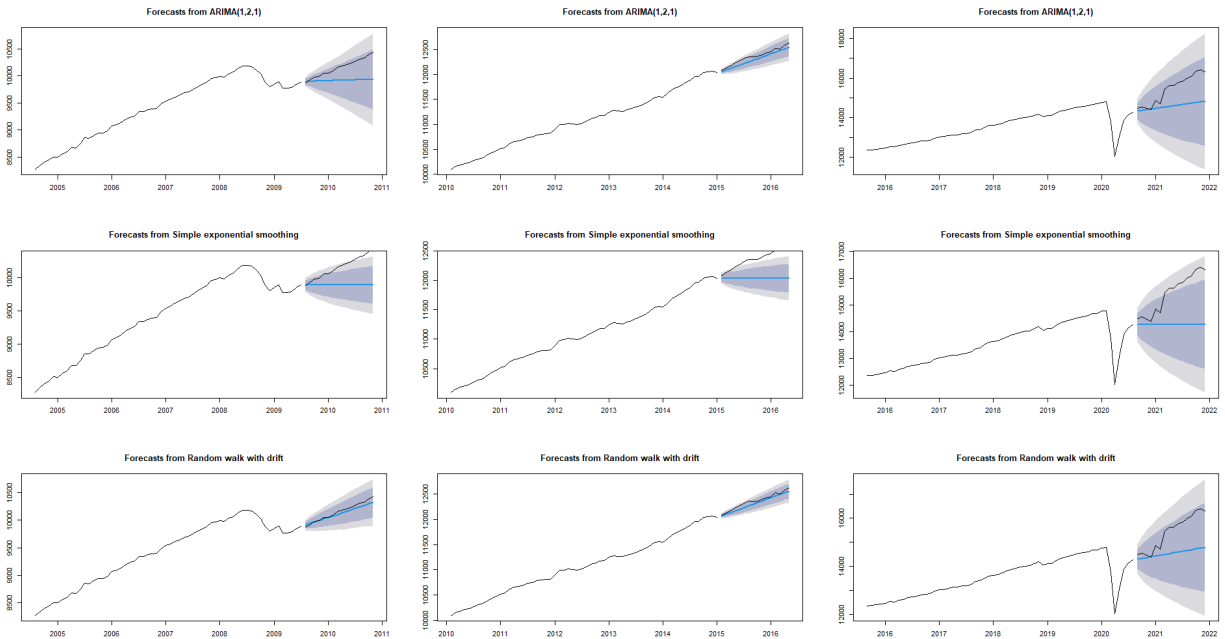 Forecasts from ARIMA(1,2,1)
10500
10000
9500
9000
8500
2005 2006 2007 2008 2009 2010 2011
Forecasts from ARIMA(1,2,1)
12500
12000
11500
11000
10500
10000
2010 2011 2012 2013 2014 2015 2016
Forecasts from ARIMA(1,2,1)
18000
16000
14000
12000
2016 2017 2018 2019 2020 2021 2022
Forecasts from Simple exponential smoothing
10000
9500
9000
8500
2005 2006 2007 2008 2009 2010 2011
Forecasts from Simple exponential smoothing
12500
12000
11500
11000
10500
2010 2011 2012 2013 2014 2015 2016
Forecasts from Simple exponential smoothing
17000
16000
15000
14000
13000
12000
2016 2017 2018 2019 2020 2021 2022
Forecasts from Random walk with drift
10500
10000
9500
9000
8500
2005 2006 2007 2008 2009 2010 2011
Forecasts from Random walk with drift
12500
12000
11500
11000
10500
10000
2010 2011 2012 2013 2014 2015 2016
Forecasts from Random walk with drift
16000
14000
12000
2016 2017 2018 2019 2020 2021 2022